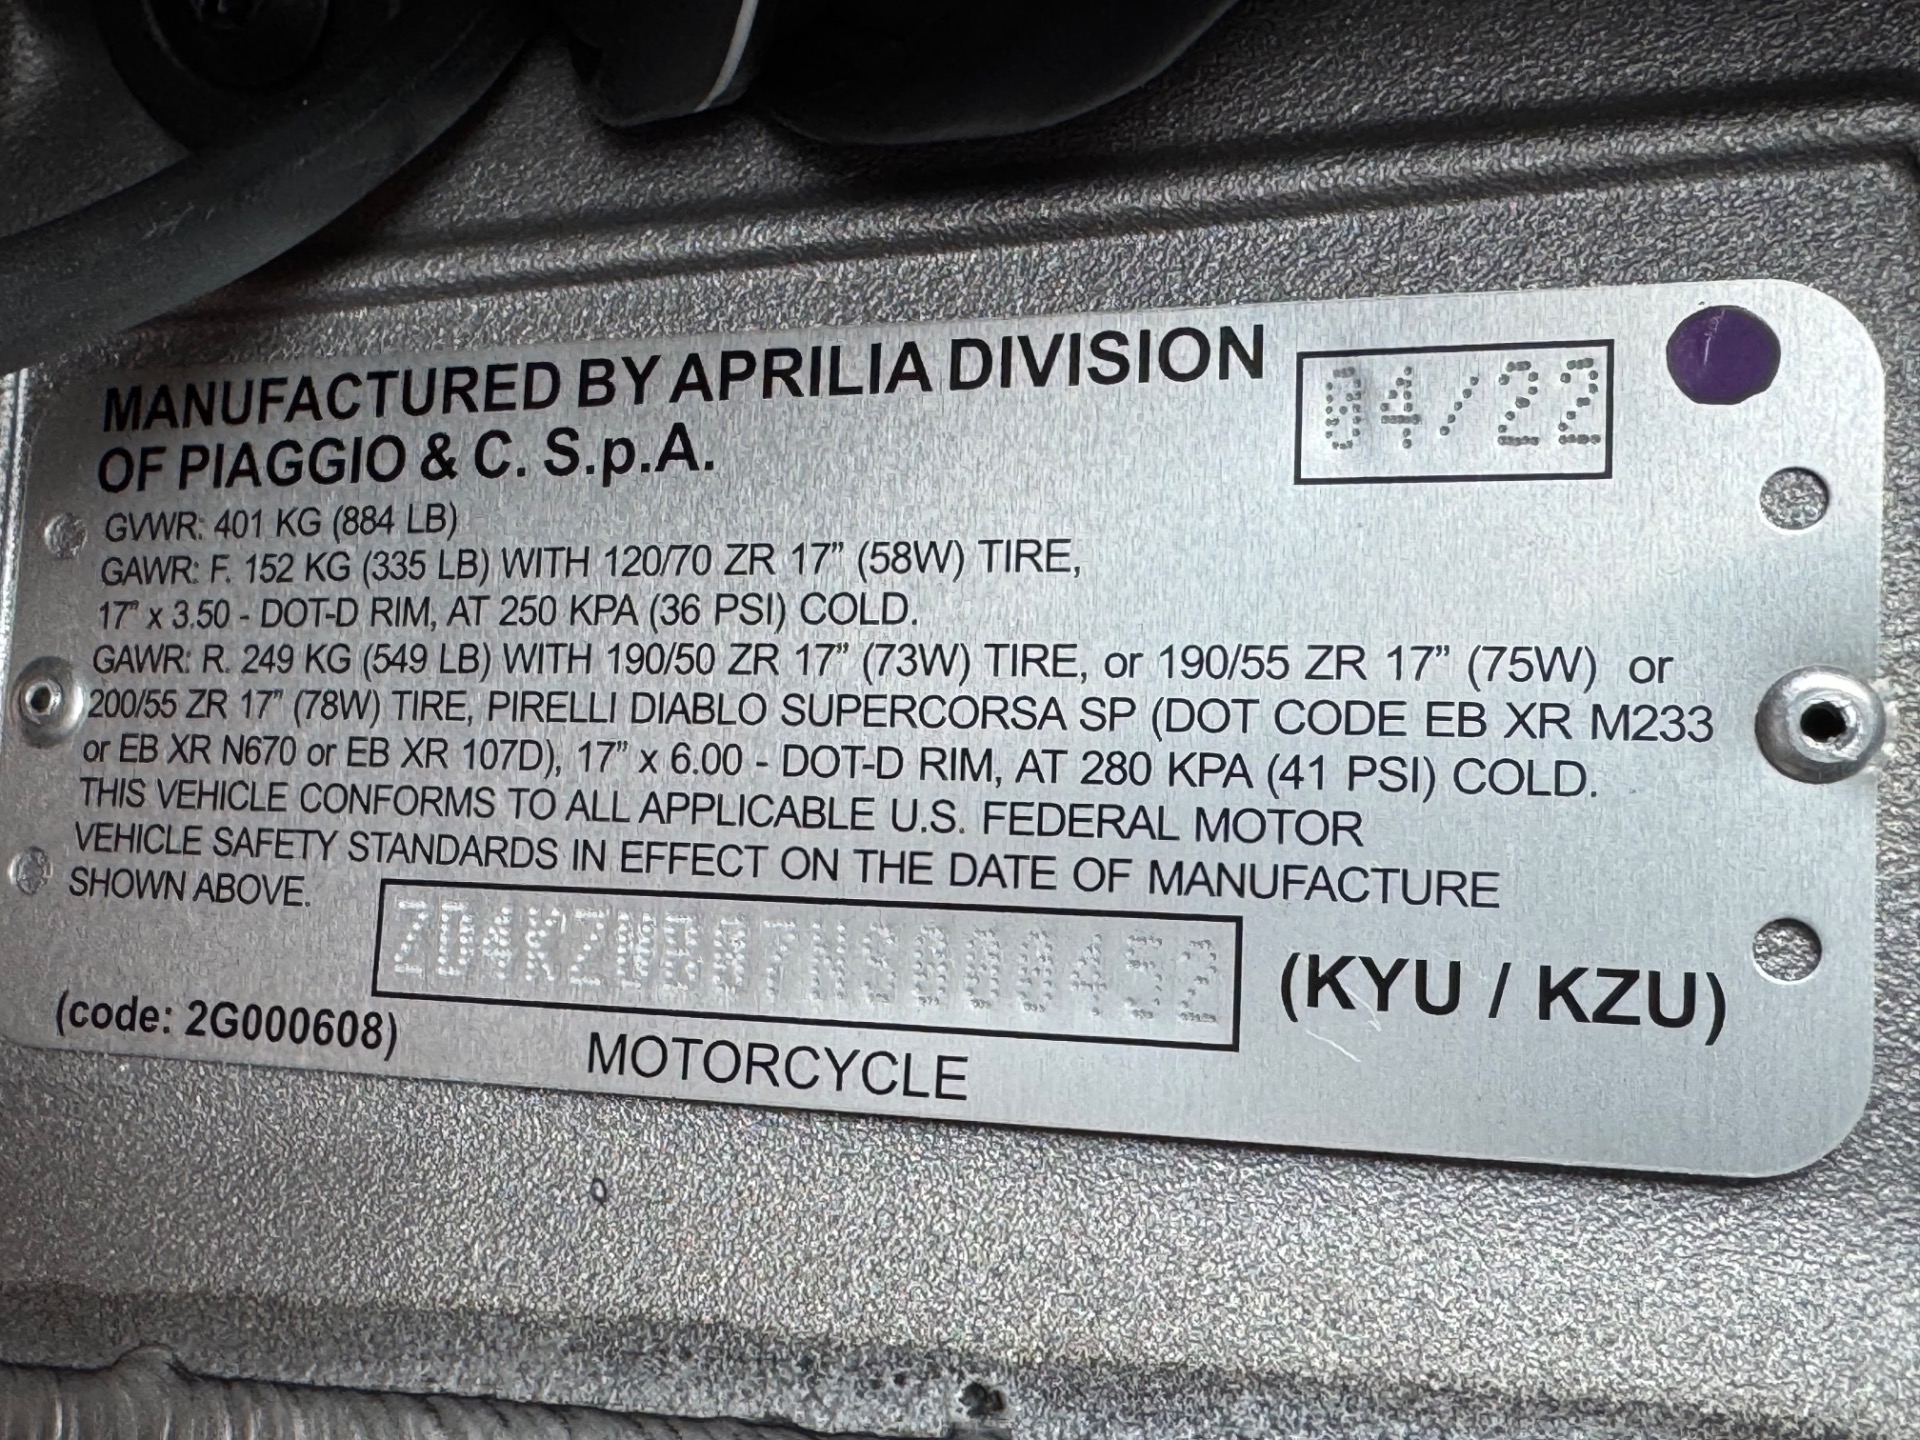 MANUFACTURED BY APRILIA DIVISION
OF PIAGGIO & C. S.p.A.
04/22
GVWR: 401 KG (884 LB)
GAWR: F. 152 KG (335 LB) WITH 120/70 ZR 17" (58W) TIRE,
17" x 3.50 - DOT-D RIM, AT 250 KPA (36 PSI) COLD.
GAWR: R. 249 KG (549 LB) WITH 190/50 ZR 17" (73W) TIRE, or 190/55 ZR 17" (75W) or
200/55 ZR 17" (78W) TIRE, PIRELLI DIABLO SUPERCORSA SP (DOT CODE EB XR M233
or EB XR N670 or EB XR 107D), 17" x 6.00 - DOT-D RIM, AT 280 KPA (41 PSI) COLD.
THIS VEHICLE CONFORMS TO ALL APPLICABLE U.S. FEDERAL MOTOR
VEHICLE SAFETY STANDARDS IN EFFECT ON THE DATE OF MANUFACTURE
SHOWN ABOVE.
ZD4KZUB07NS000452
(KYU / KZU)
(code: 2G000608)
MOTORCYCLE